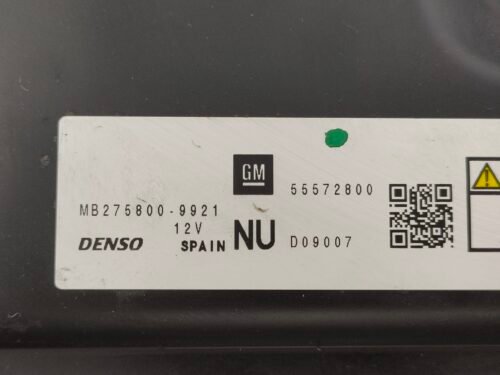 GM
55572800
MB275800-9921
12V
DENSO SPAIN NU D09007